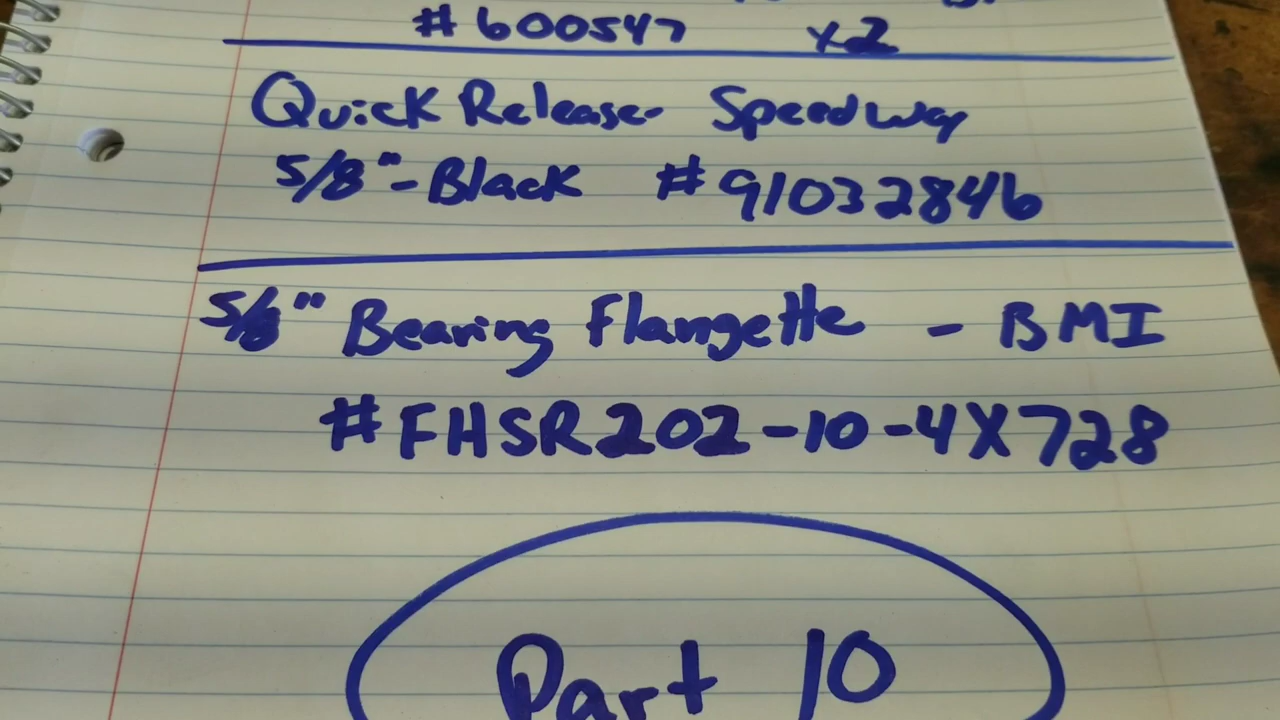 #600547 x2
Quick Release- Speedway
5/8"-Black #91032846
5/8" Bearing Flangette - BMI
#FHSR202-10-4X728
Part 10